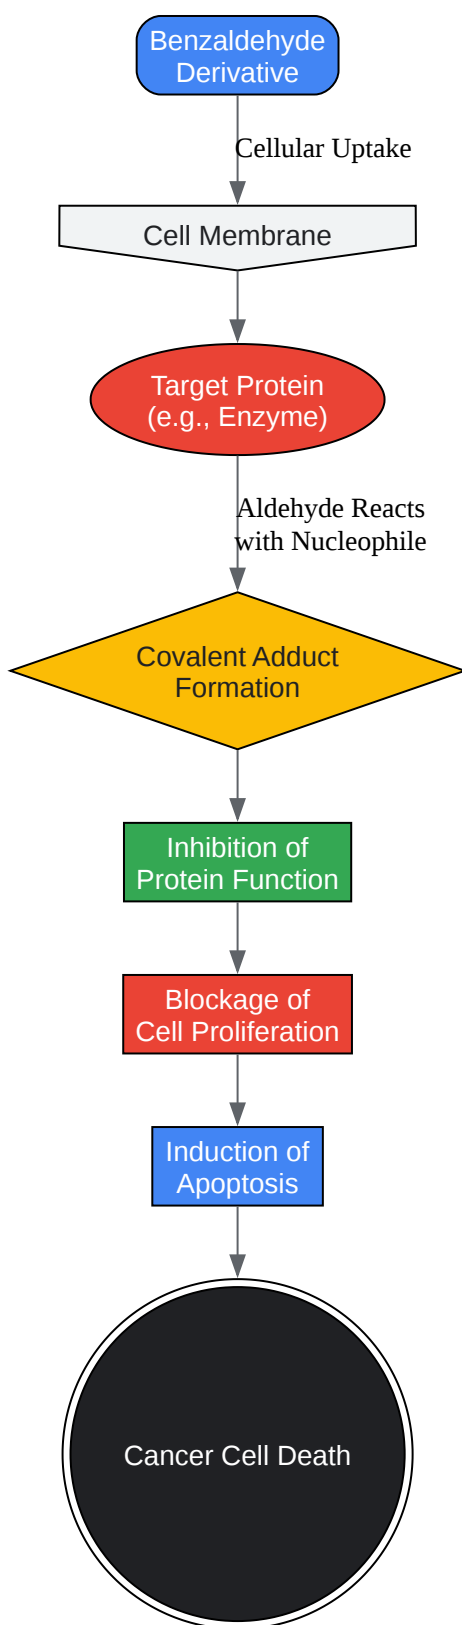 Benzaldehyde
Derivative
Cellular Uptake
Cell Membrane
Target Protein
(e.g., Enzyme)
Aldehyde Reacts
with Nucleophile
Covalent Adduct
Formation
Inhibition of
Protein Function
Blockage of
Cell Proliferation
Induction of
Apoptosis
Cancer Cell Death